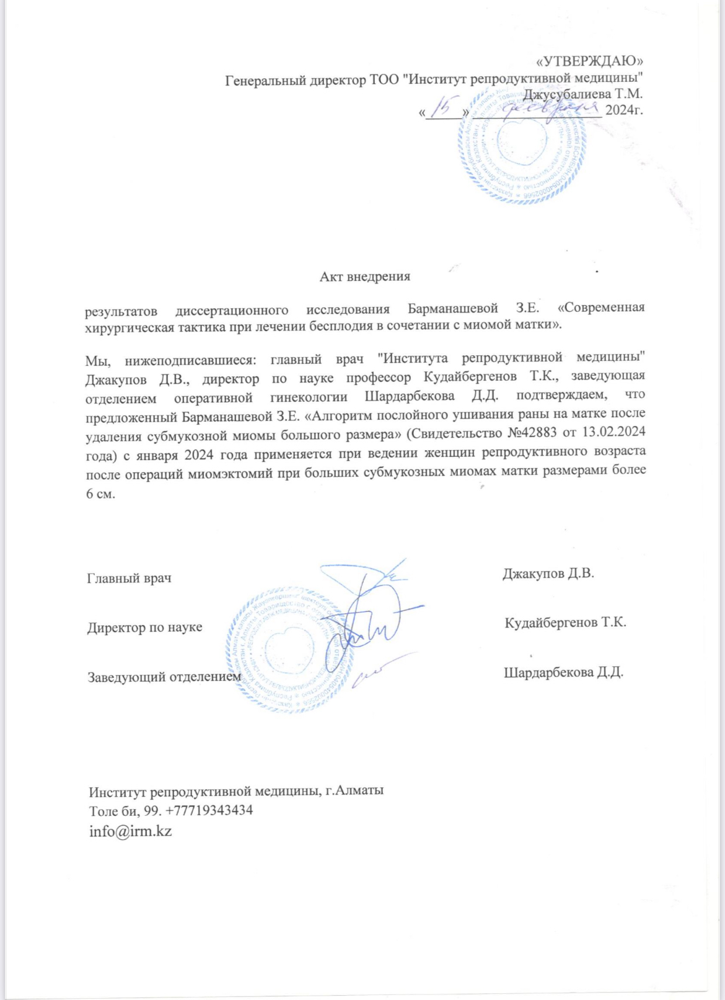 «УТВЕРЖДАЮ»
Генеральный директор ТОО "Институт репродуктивной медицины"
Джусубалиева Т.М.
«15» февраля 2024г.
Акт внедрения
результатов диссертационного исследования Барманашевой З.Е. «Современная
хирургическая тактика при лечении бесплодия в сочетании с миомой матки».
Мы, нижеподписавшиеся: главный врач "Института репродуктивной медицины"
Джакупов Д.В., директор по науке профессор Кудайбергенов Т.К., заведующая
отделением оперативной гинекологии Шардарбекова Д.Д. подтверждаем, что
предложенный Барманашевой З.Е. «Алгоритм послойного ушивания раны на матке после
удаления субмукозной миомы большого размера» (Свидетельство №42883 от 13.02.2024
года) с января 2024 года применяется при ведении женщин репродуктивного возраста
после операций миомэктомий при больших субмукозных миомах матки размерами более
6 см.
Главный врач Джакупов Д.В.
Директор по науке Кудайбергенов Т.К.
Заведующий отделением Шардарбекова Д.Д.
Институт репродуктивной медицины, г.Алматы
Толе би, 99. +77719343434
info@irm.kz